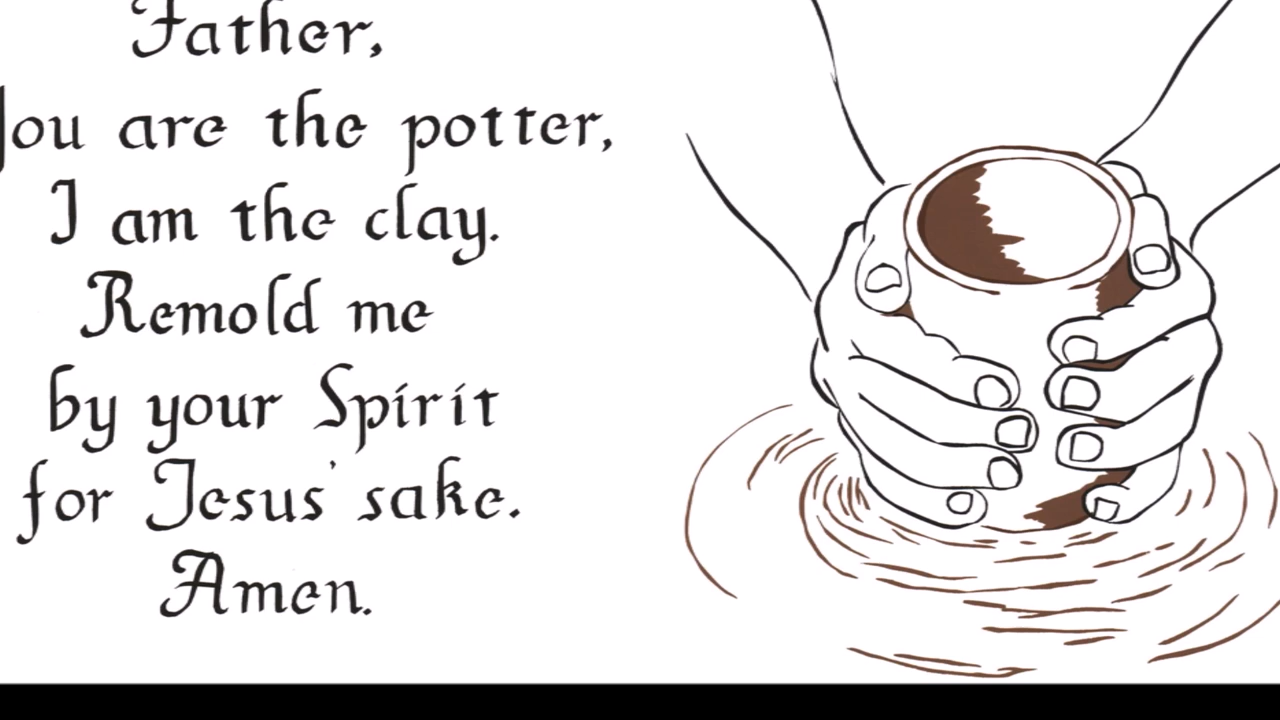 Father,
You are the potter,
I am the clay.
Remold me
by your Spirit
for Jesus' sake.
Amen.